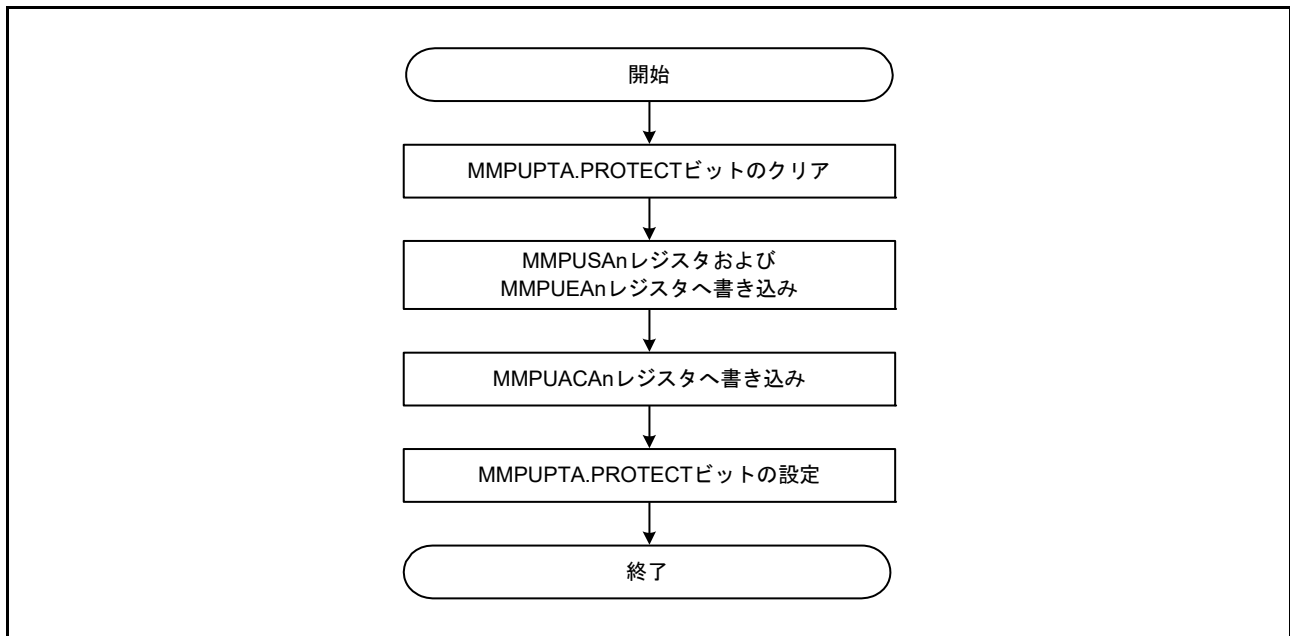 開始
MMPUPTA.PROTECTビットのクリア
MMPUSAnレジスタおよび
MMPUEAnレジスタへ書き込み
MMPUACAnレジスタへ書き込み
MMPUPTA.PROTECTビットの設定
終了